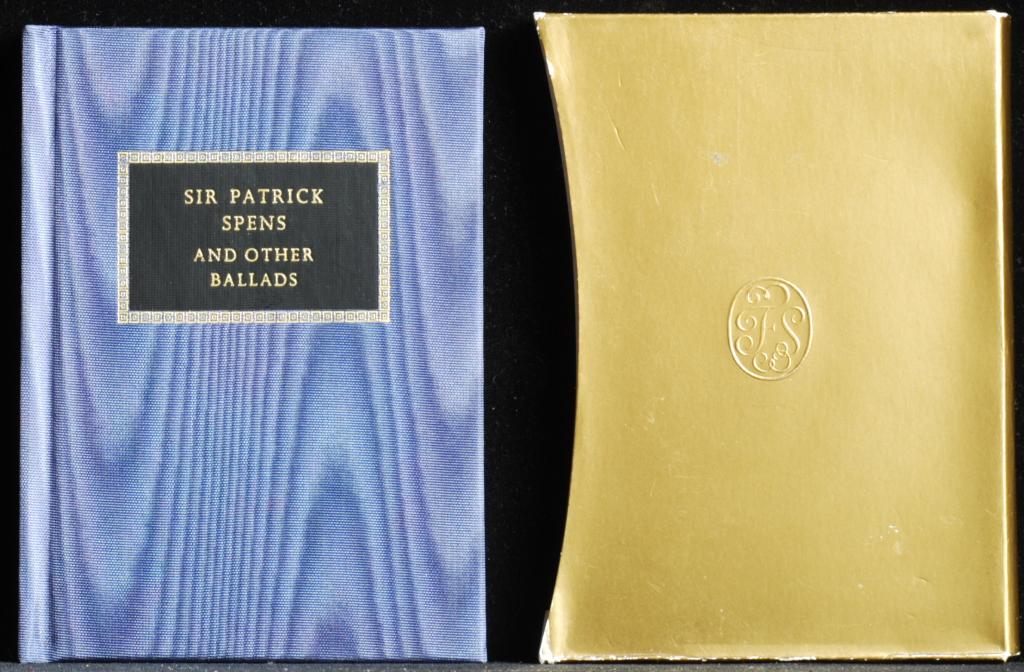 SIR PATRICK
SPENS
AND OTHER
BALLADS
FS